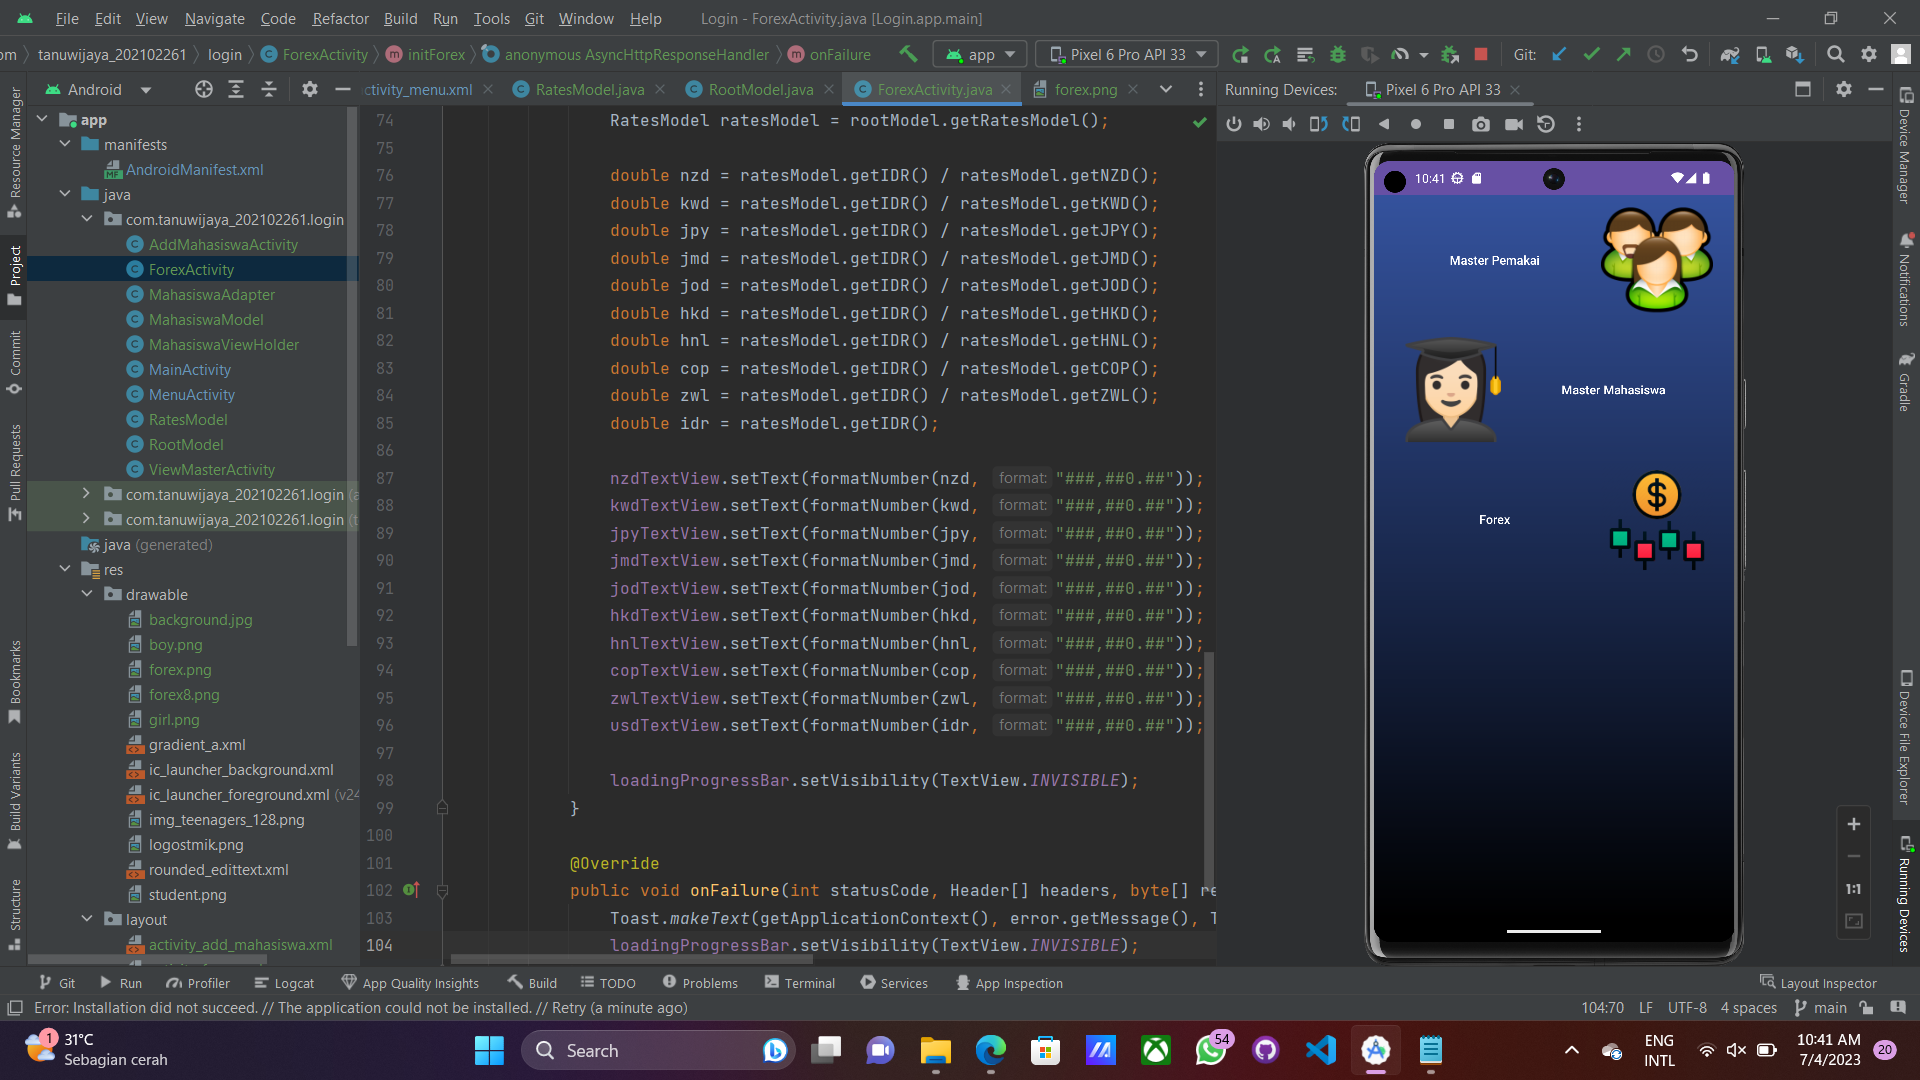 File Edit View Navigate Code Refactor Build Run Tools Git Window Help Login - ForexActivity.java [Login.app.main]
om tanuwijaya_202102261 login ForexActivity initForex anonymous AsyncHttpResponseHandler onFailure app Pixel 6 Pro API 33 Git:
Android
ctivity_menu.xml RatesModel.java RootModel.java ForexActivity.java forex.png
Running Devices: Pixel 6 Pro API 33
Resource Manager
Project
Commit
Pull Requests
Bookmarks
Build Variants
Structure
app
manifests
AndroidManifest.xml
java
com.tanuwijaya_202102261.login
AddMahasiswaActivity
ForexActivity
MahasiswaAdapter
MahasiswaModel
MahasiswaViewHolder
MainActivity
MenuActivity
RatesModel
RootModel
ViewMasterActivity
com.tanuwijaya_202102261.login (a
com.tanuwijaya_202102261.login (t
java (generated)
res
drawable
background.jpg
boy.png
forex.png
forex8.png
girl.png
gradient_a.xml
ic_launcher_background.xml
ic_launcher_foreground.xml (v24
img_teenagers_128.png
logostmik.png
rounded_edittext.xml
student.png
layout
activity_add_mahasiswa.xml
74 RatesModel ratesModel = rootModel.getRatesModel();
75
76 double nzd = ratesModel.getIDR() / ratesModel.getNZD();
77 double kwd = ratesModel.getIDR() / ratesModel.getKWD();
78 double jpy = ratesModel.getIDR() / ratesModel.getJPY();
79 double jmd = ratesModel.getIDR() / ratesModel.getJMD();
80 double jod = ratesModel.getIDR() / ratesModel.getJOD();
81 double hkd = ratesModel.getIDR() / ratesModel.getHKD();
82 double hnl = ratesModel.getIDR() / ratesModel.getHNL();
83 double cop = ratesModel.getIDR() / ratesModel.getCOP();
84 double zwl = ratesModel.getIDR() / ratesModel.getZWL();
85 double idr = ratesModel.getIDR();
86
87 nzdTextView.setText(formatNumber(nzd, format: "###,##0.##"));
88 kwdTextView.setText(formatNumber(kwd, format: "###,##0.##"));
89 jpyTextView.setText(formatNumber(jpy, format: "###,##0.##"));
90 jmdTextView.setText(formatNumber(jmd, format: "###,##0.##"));
91 jodTextView.setText(formatNumber(jod, format: "###,##0.##"));
92 hkdTextView.setText(formatNumber(hkd, format: "###,##0.##"));
93 hnlTextView.setText(formatNumber(hnl, format: "###,##0.##"));
94 copTextView.setText(formatNumber(cop, format: "###,##0.##"));
95 zwlTextView.setText(formatNumber(zwl, format: "###,##0.##"));
96 usdTextView.setText(formatNumber(idr, format: "###,##0.##"));
97
98 loadingProgressBar.setVisibility(TextView.INVISIBLE);
99 }
100
101 @Override
102 public void onFailure(int statusCode, Header[] headers, byte[] re
103 Toast.makeText(getApplicationContext(), error.getMessage(), T
104 loadingProgressBar.setVisibility(TextView.INVISIBLE);
10:41
Master Pemakai
Master Mahasiswa
Forex
1:1
Device Manager
Notifications
Gradle
Device File Explorer
Running Devices
Git Run Profiler Logcat App Quality Insights Build TODO Problems Terminal Services App Inspection Layout Inspector
Error: Installation did not succeed. // The application could not be installed. // Retry (a minute ago) 104:70 LF UTF-8 4 spaces main
1
31°C
Sebagian cerah
Search
54
ENG
INTL
10:41 AM
7/4/2023
20